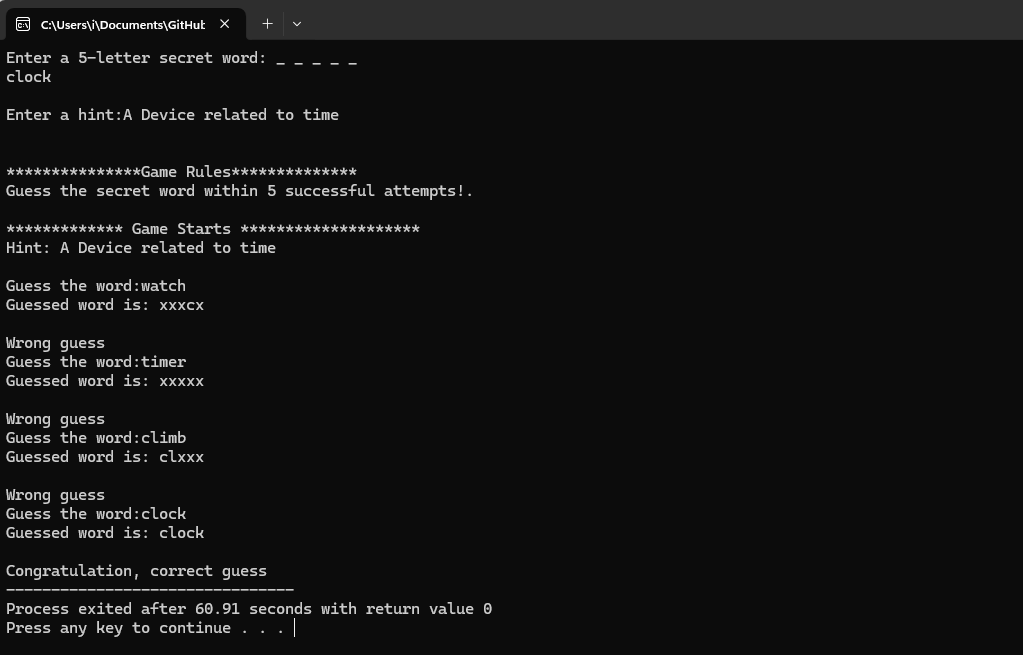 C:\Users\i\Documents\GitHub
Enter a 5-letter secret word: _ _ _ _ _
clock
Enter a hint:A Device related to time
***************Game Rules**************
Guess the secret word within 5 successful attempts!.
************* Game Starts ********************
Hint: A Device related to time
Guess the word:watch
Guessed word is: xxxcx
Wrong guess
Guess the word:timer
Guessed word is: xxxxx
Wrong guess
Guess the word:climb
Guessed word is: clxxx
Wrong guess
Guess the word:clock
Guessed word is: clock
Congratulation, correct guess
--------------------------------
Process exited after 60.91 seconds with return value 0
Press any key to continue . . .